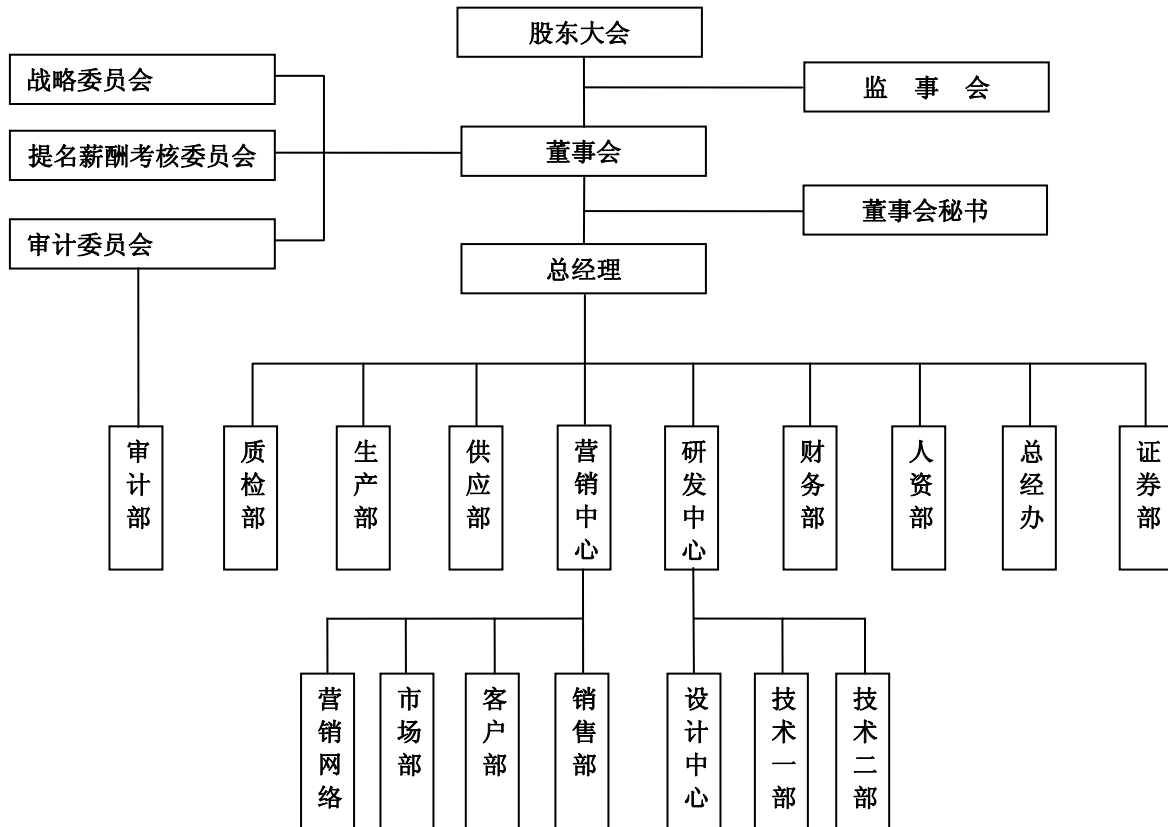 股东大会
战略委员会
监 事 会
提名薪酬考核委员会
董事会
董事会秘书
审计委员会
总经理
审计部
质检部
生产部
供应部
营销中心
研发中心
财务部
人资部
总经办
证券部
营销网络
市场部
客户部
销售部
设计中心
技术一部
技术二部